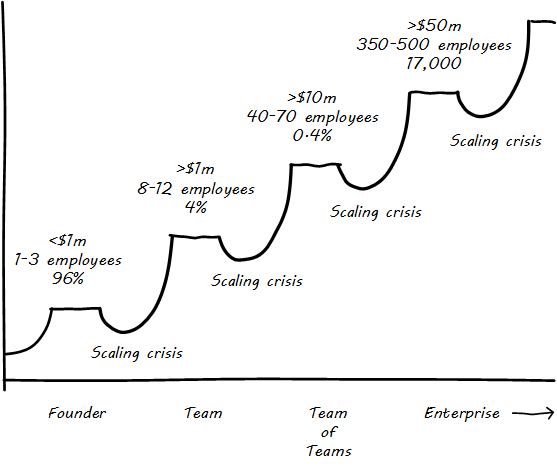 >$50m
350-500 employees
17,000
Scaling crisis
>$10m
40-70 employees
0.4%
Scaling crisis
>$1m
8-12 employees
4%
Scaling crisis
<$1m
1-3 employees
96%
Scaling crisis
Founder
Team
Team
of
Teams
Enterprise